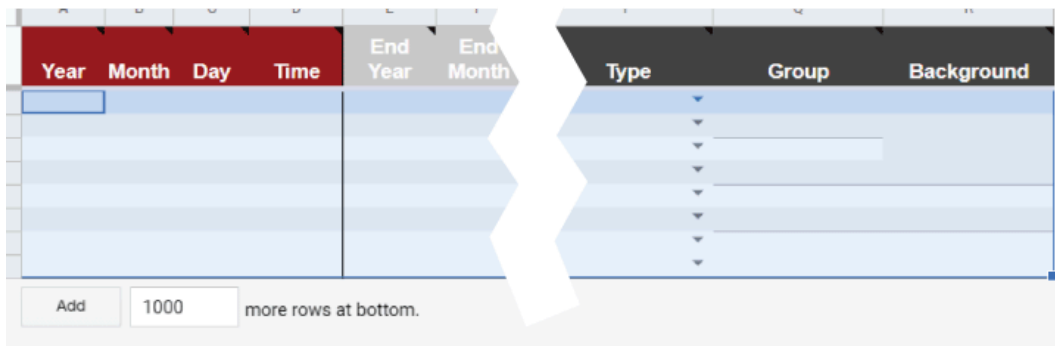 Year Month Day Time End Year End Month Type Group Background
Add 1000 more rows at bottom.